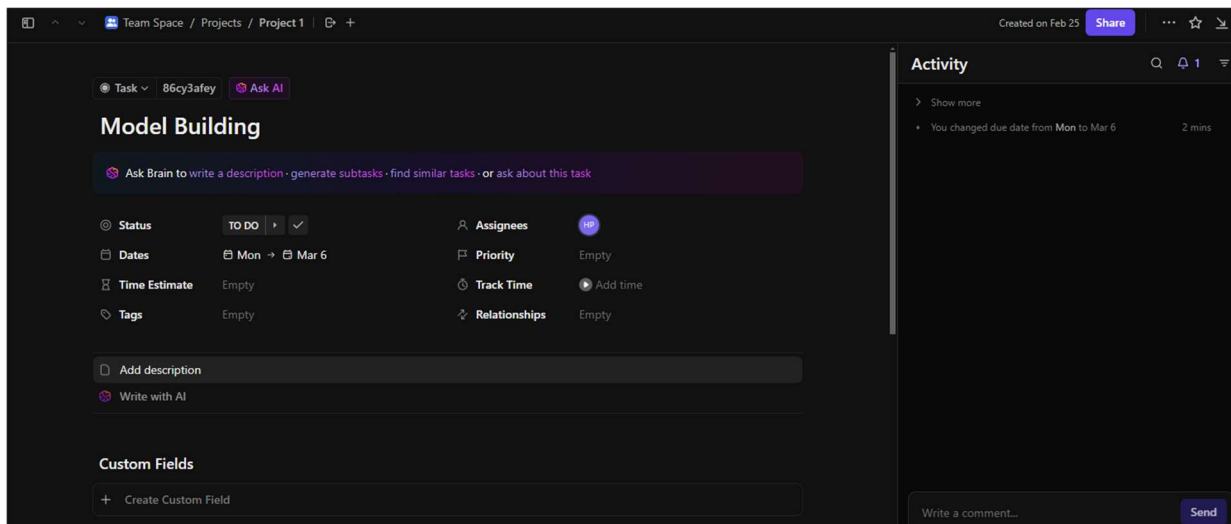 Team Space / Projects / Project 1
Created on Feb 25 Share
Task 86cy3afey Ask AI
Model Building
Ask Brain to write a description · generate subtasks · find similar tasks · or ask about this task
Status TO DO Assignees HP
Dates Mon → Mar 6 Priority Empty
Time Estimate Empty Track Time Add time
Tags Empty Relationships Empty
Add description
Write with AI
Custom Fields
+ Create Custom Field
Activity 1
Show more
You changed due date from Mon to Mar 6 2 mins
Write a comment... Send